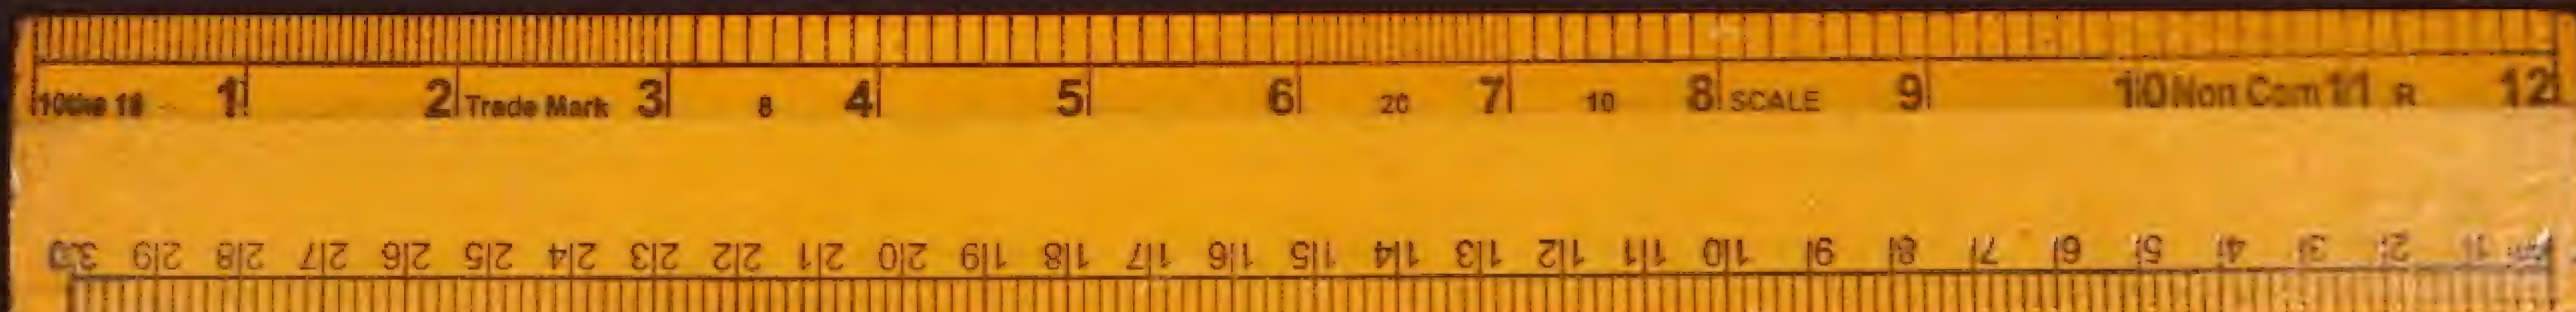 10ths 16 1 2 Trade Mark 3 8 4 5 6 20 7 10 8 SCALE 9 10 Non Com 11 R 12
30 29 28 27 26 25 24 23 22 21 20 19 18 17 16 15 14 13 12 11 10 9 8 7 6 5 4 3 2 1